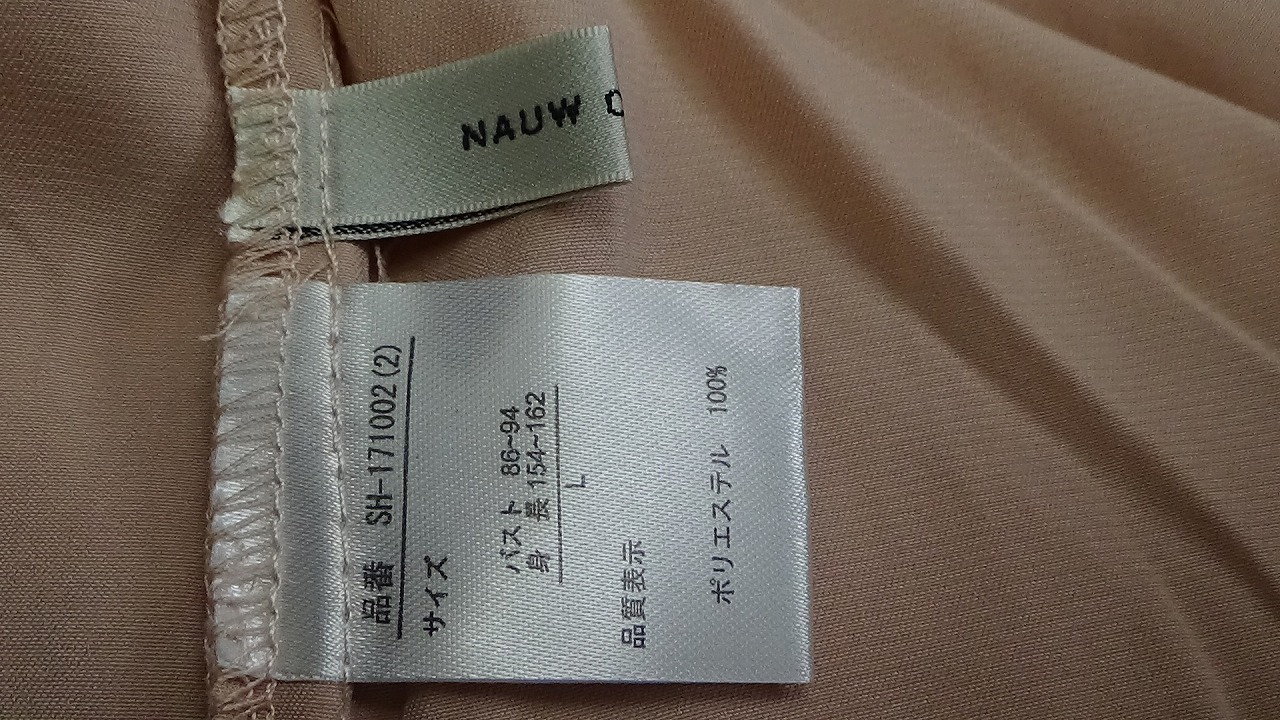 NAUW
品番 SH-171002(2)
サイズ
バスト 86~94
身 長 154~162
L
品質表示
ポリエステル 100%